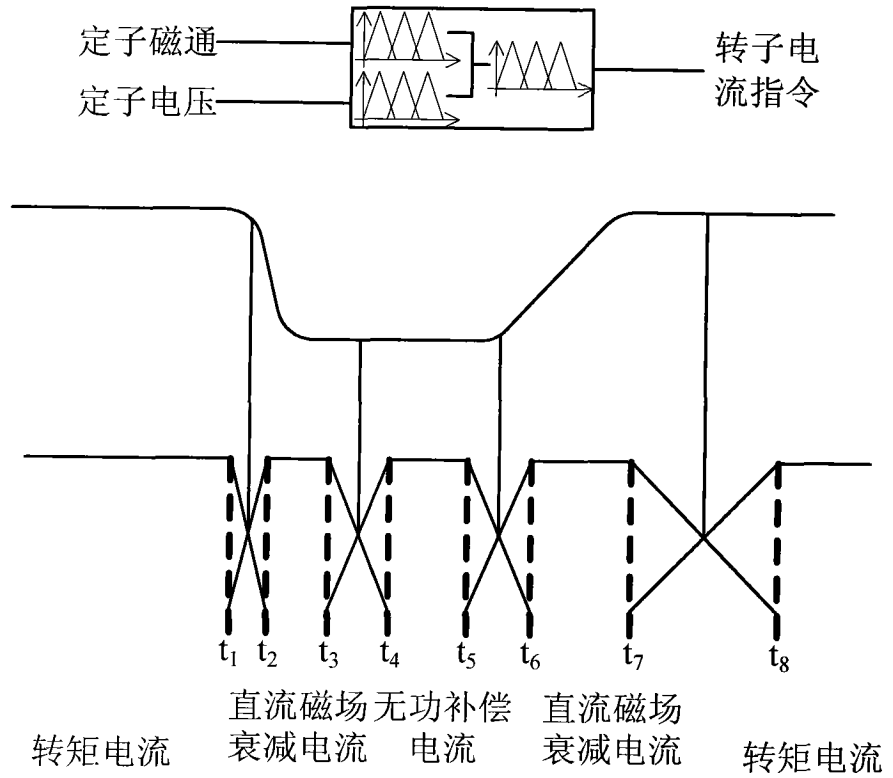 定子磁通
定子电压
转子电
流指令
t1 t2 t3 t4 t5 t6 t7 t8
直流磁场
衰减电流
无功补偿
电流
直流磁场
衰减电流
转矩电流
转矩电流